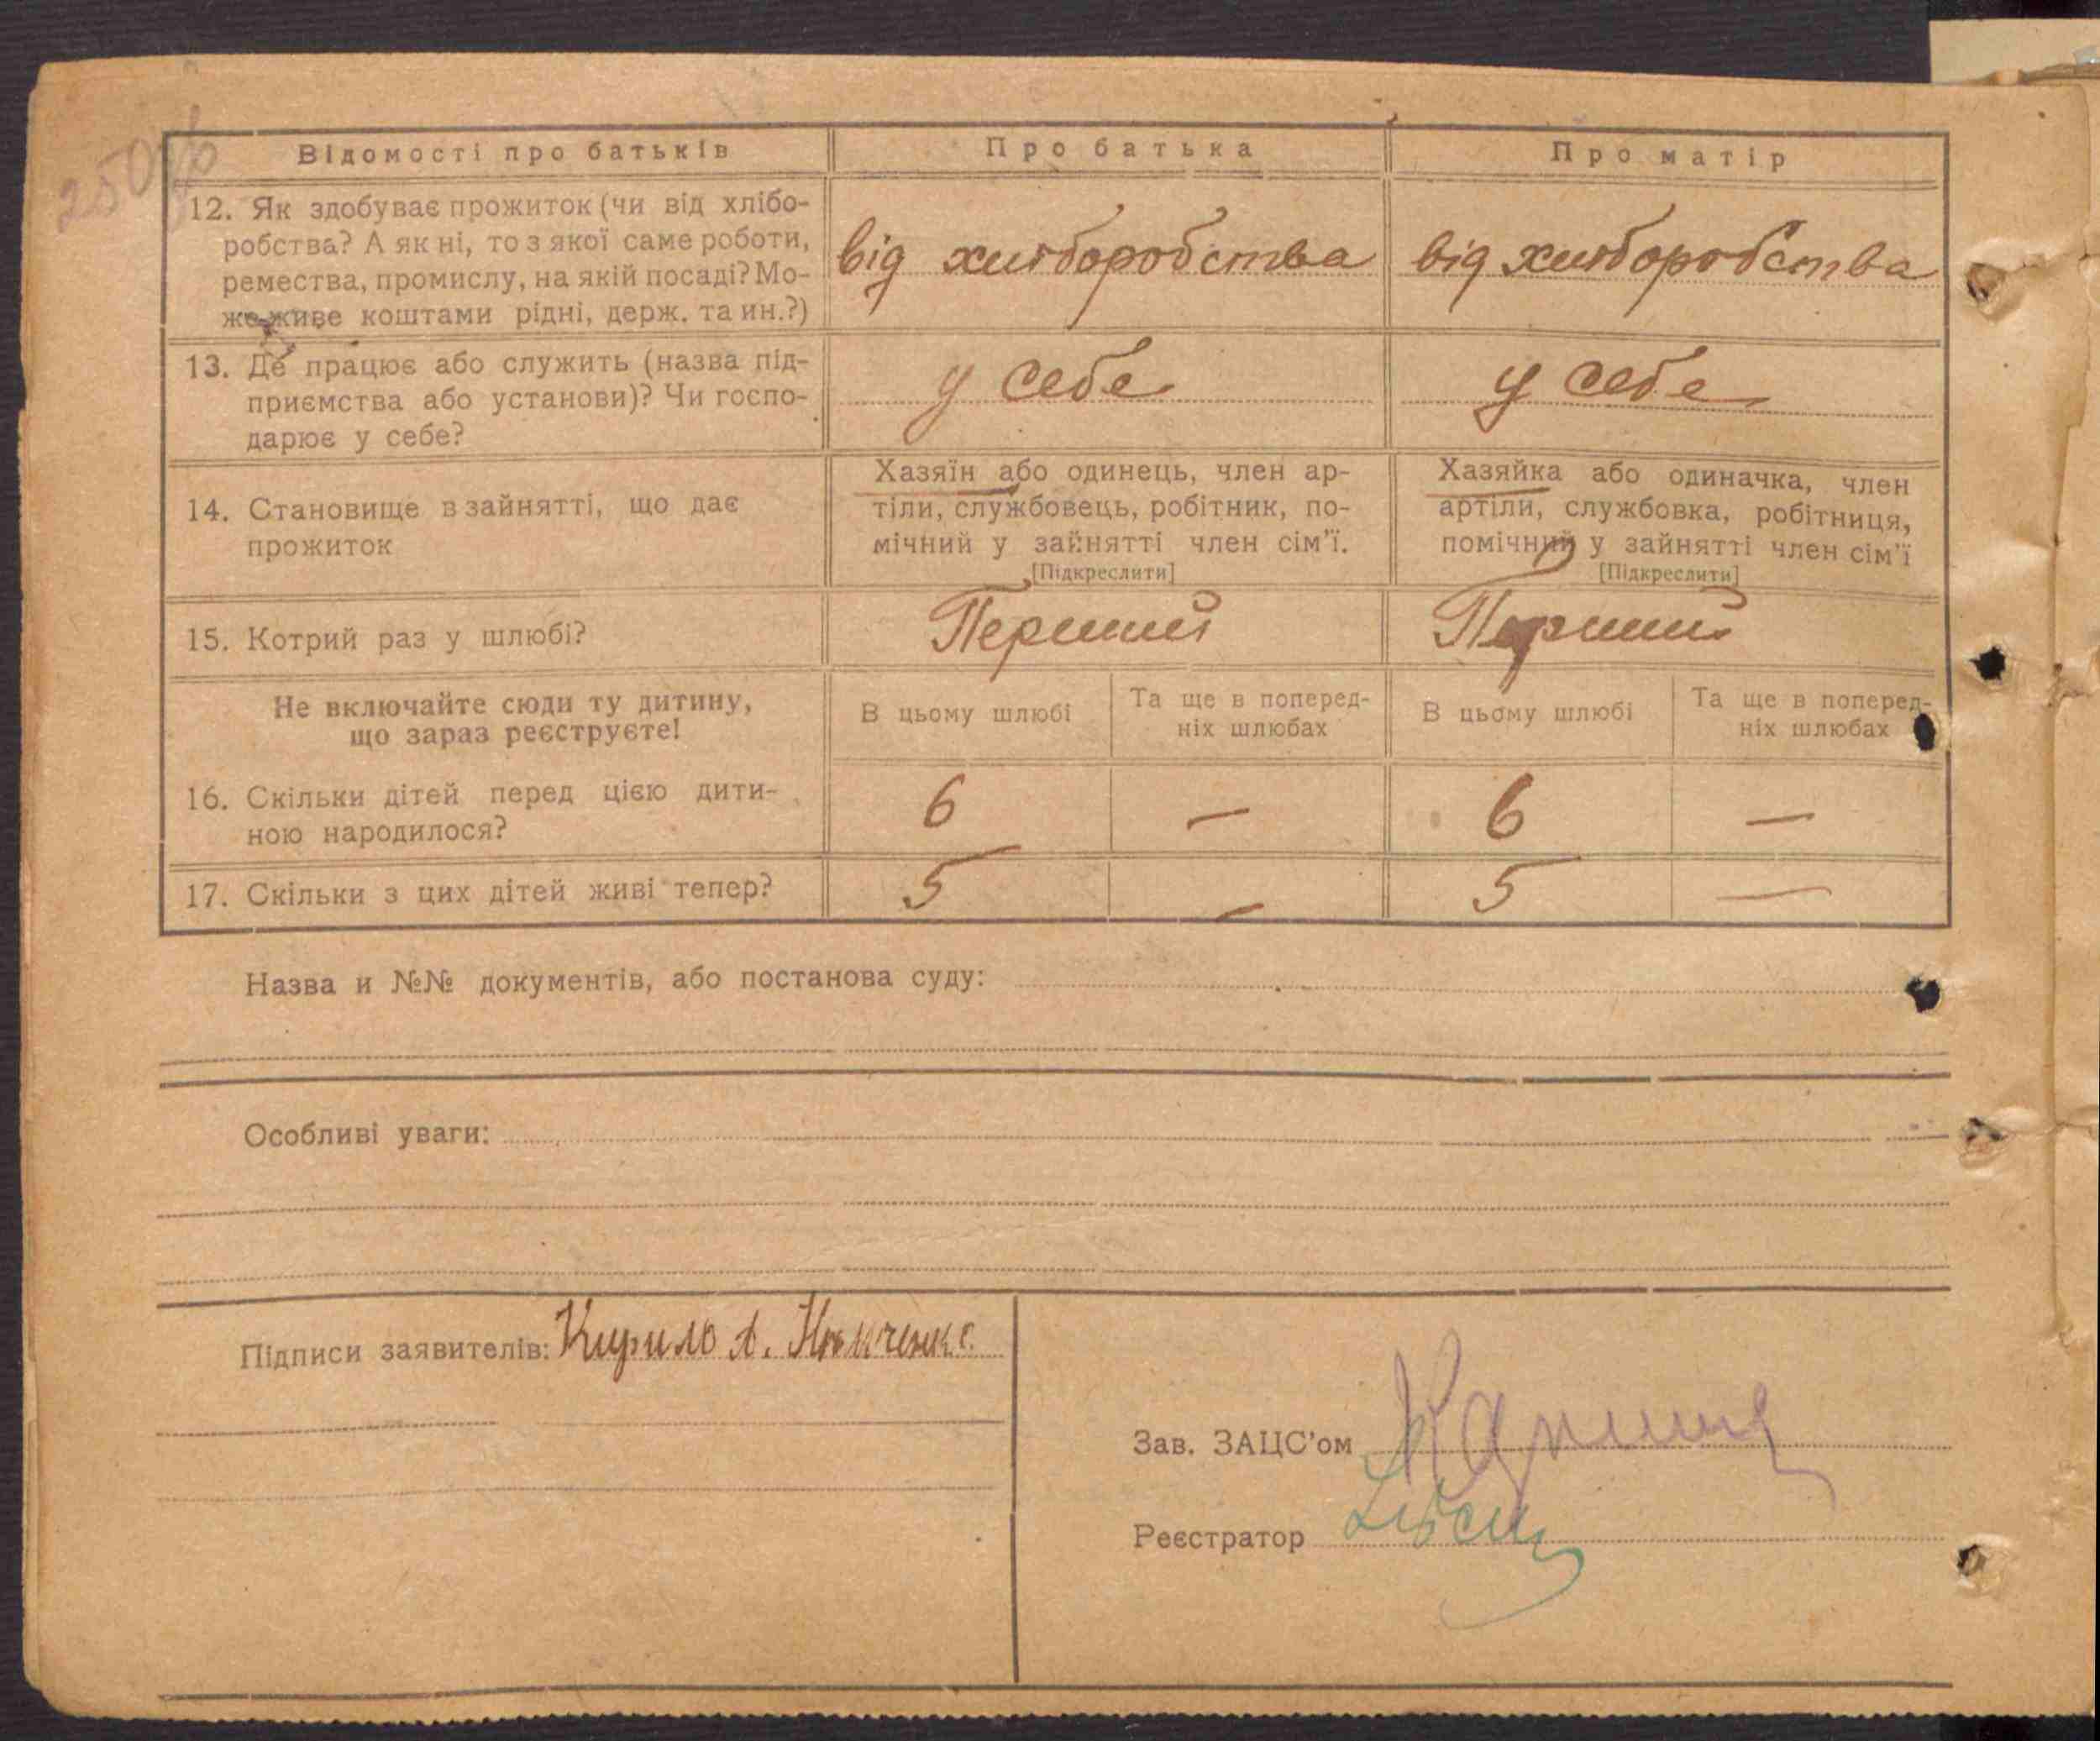 250
Відомості про батьків
Про батька
Про матір
12. Як здобуває прожиток (чи від хлібо-
робства? А як ні, то з якої саме роботи,
ремества, промислу, на якій посаді? Мо-
же живе коштами рідні, держ. та ин.?)
від хліборобства
від хліборобства
13. Де працює або служить (назва під-
приємства або установи)? Чи госпо-
дарює у себе?
у себе
у себе
14. Становище в зайнятті, що дає
прожиток
Хазяїн або одинець, член ар-
тіли, службовець, робітник, по-
мічний у зайнятті член сім'ї.
[Підкреслити]
Хазяйка або одиначка, член
артіли, службовка, робітниця,
помічний у зайнятті член сім'ї
[Підкреслити]
15. Котрий раз у шлюбі?
Перший
Перший
Не включайте сюди ту дитину,
що зараз реєструєте!
В цьому шлюбі
Та ще в поперед-
ніх шлюбах
В цьому шлюбі
Та ще в поперед-
ніх шлюбах
16. Скільки дітей перед цією дити-
ною народилося?
6
—
6
—
17. Скільки з цих дітей живі тепер?
5
—
5
—
Назва и №№ документів, або постанова суду:
Особливі уваги:
Підписи заявителів: Кирило А.
Зав. ЗАЦС'ом
Реєстратор